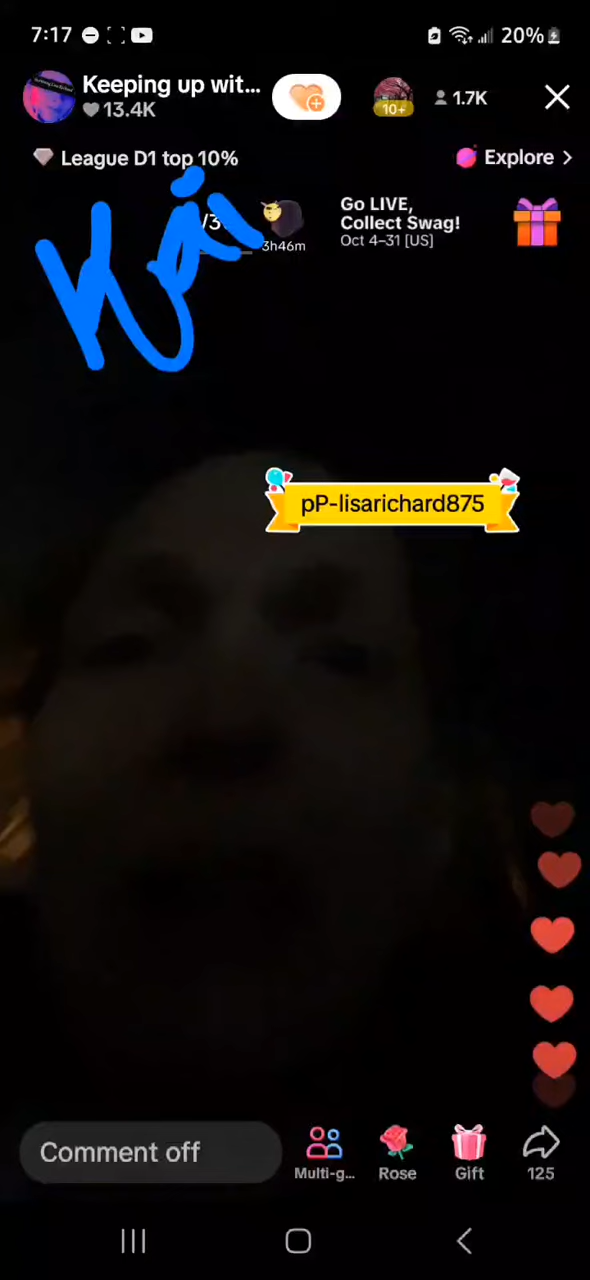 7:17 20%
Keeping up wit...
13.4K
10+
1.7K
League D1 top 10%
Explore >
/3
3h46m
Go LIVE,
Collect Swag!
Oct 4–31 [US]
pP-lisarichard875
Comment off
Multi-g...
Rose
Gift
125